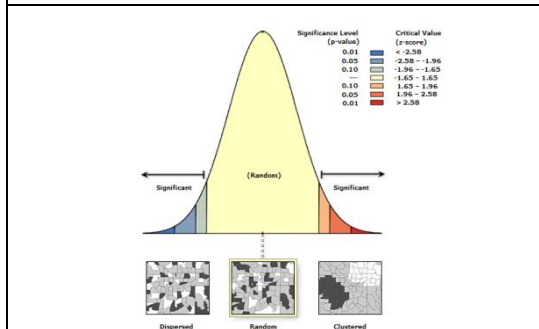 Significance Level Critical Value
(p-value) (z-score)
0.01 < -2.58
0.05 -2.58 – -1.96
0.10 -1.96 – -1.65
--- -1.65 – 1.65
0.10 1.65 – 1.96
0.05 1.96 – 2.58
0.01 > 2.58
(Random)
Significant Significant
Dispersed Random Clustered